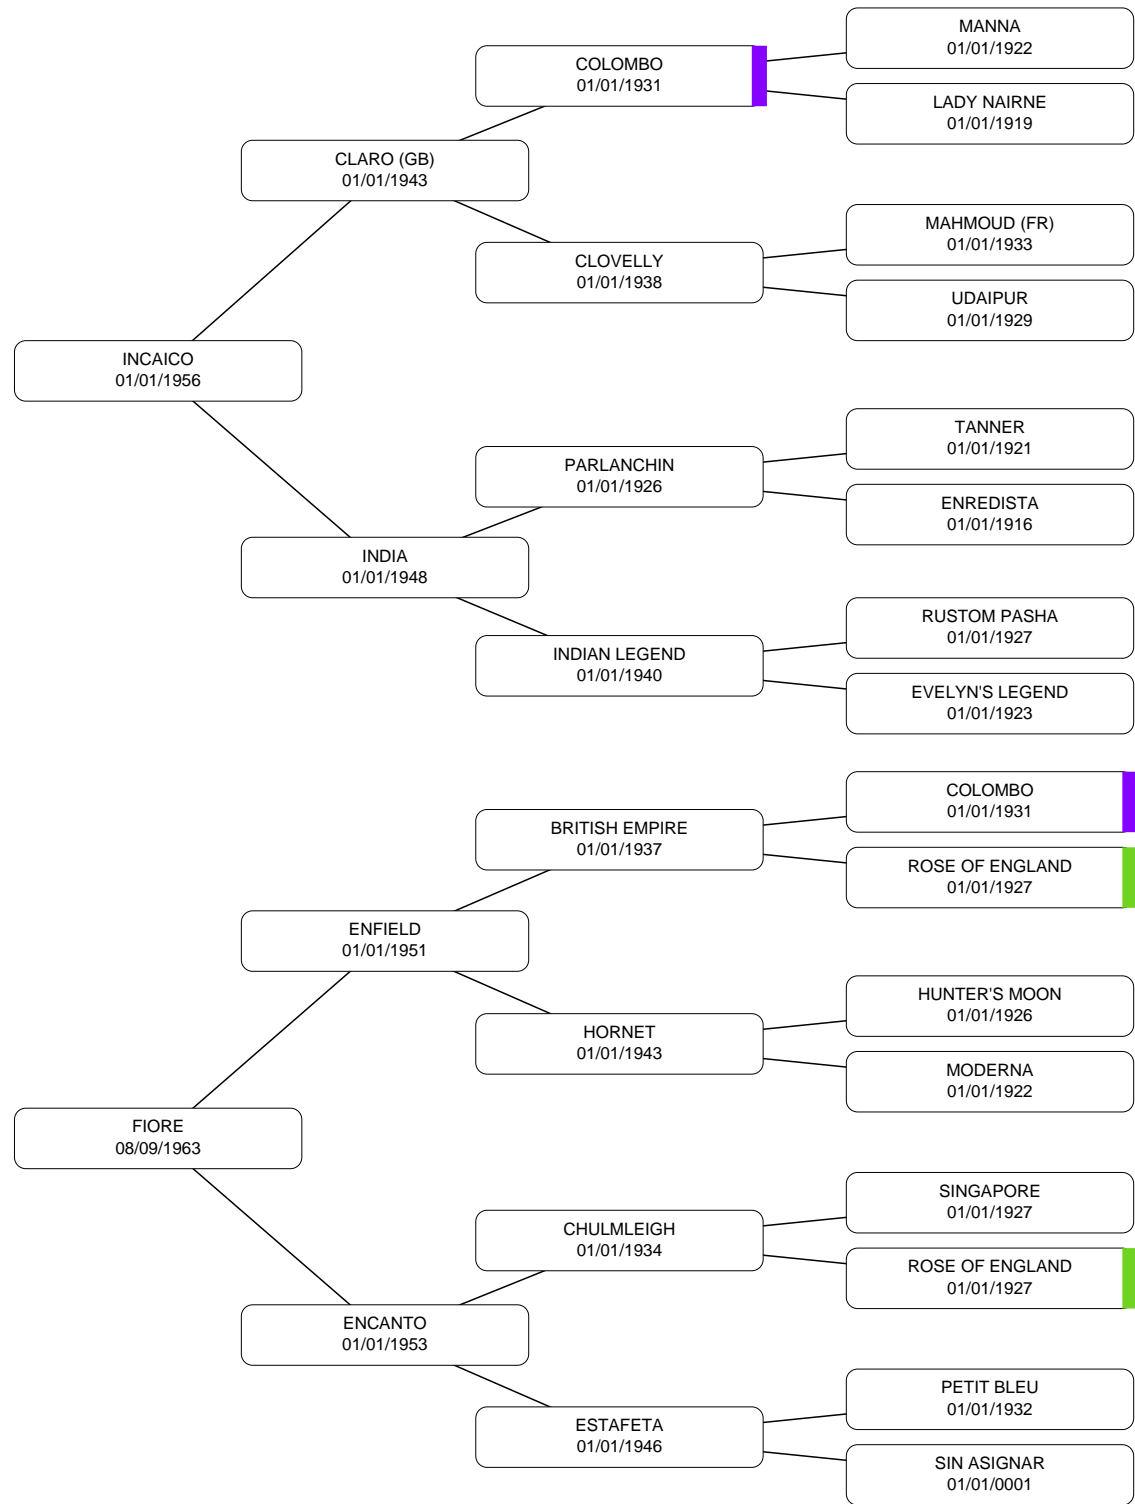 MANNA
01/01/1922
COLOMBO
01/01/1931
LADY NAIRNE
01/01/1919
CLARO (GB)
01/01/1943
MAHMOUD (FR)
01/01/1933
CLOVELLY
01/01/1938
UDAIPUR
01/01/1929
INCAICO
01/01/1956
TANNER
01/01/1921
PARLANCHIN
01/01/1926
ENREDISTA
01/01/1916
INDIA
01/01/1948
RUSTOM PASHA
01/01/1927
INDIAN LEGEND
01/01/1940
EVELYN'S LEGEND
01/01/1923
COLOMBO
01/01/1931
BRITISH EMPIRE
01/01/1937
ROSE OF ENGLAND
01/01/1927
ENFIELD
01/01/1951
HUNTER'S MOON
01/01/1926
HORNET
01/01/1943
MODERNA
01/01/1922
FIORE
08/09/1963
SINGAPORE
01/01/1927
CHULMLEIGH
01/01/1934
ROSE OF ENGLAND
01/01/1927
ENCANTO
01/01/1953
PETIT BLEU
01/01/1932
ESTAFETA
01/01/1946
SIN ASIGNAR
01/01/0001